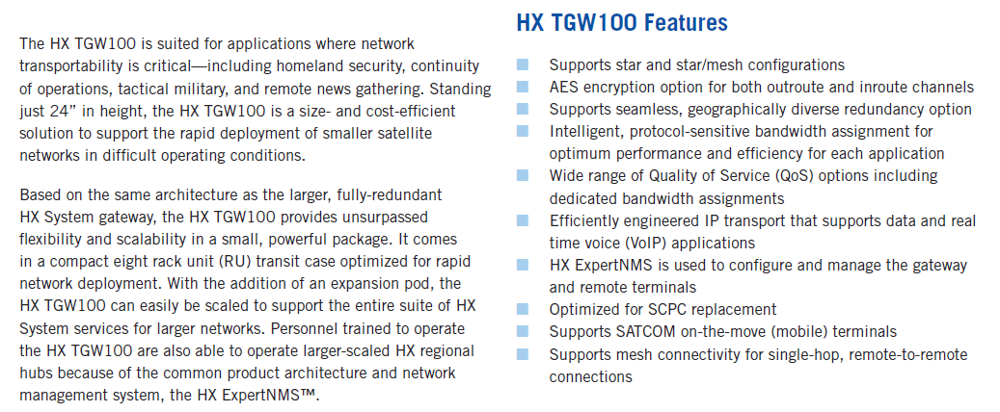 The HX TGW100 is suited for applications where network
transportability is critical—including homeland security, continuity
of operations, tactical military, and remote news gathering. Standing
just 24” in height, the HX TGW100 is a size- and cost-efficient
solution to support the rapid deployment of smaller satellite
networks in difficult operating conditions.
Based on the same architecture as the larger, fully-redundant
HX System gateway, the HX TGW100 provides unsurpassed
flexibility and scalability in a small, powerful package. It comes
in a compact eight rack unit (RU) transit case optimized for rapid
network deployment. With the addition of an expansion pod, the
HX TGW100 can easily be scaled to support the entire suite of HX
System services for larger networks. Personnel trained to operate
the HX TGW100 are also able to operate larger-scaled HX regional
hubs because of the common product architecture and network
management system, the HX ExpertNMS™.
HX TGW100 Features
Supports star and star/mesh configurations
AES encryption option for both outroute and inroute channels
Supports seamless, geographically diverse redundancy option
Intelligent, protocol-sensitive bandwidth assignment for
optimum performance and efficiency for each application
Wide range of Quality of Service (QoS) options including
dedicated bandwidth assignments
Efficiently engineered IP transport that supports data and real
time voice (VoIP) applications
HX ExpertNMS is used to configure and manage the gateway
and remote terminals
Optimized for SCPC replacement
Supports SATCOM on-the-move (mobile) terminals
Supports mesh connectivity for single-hop, remote-to-remote
connections